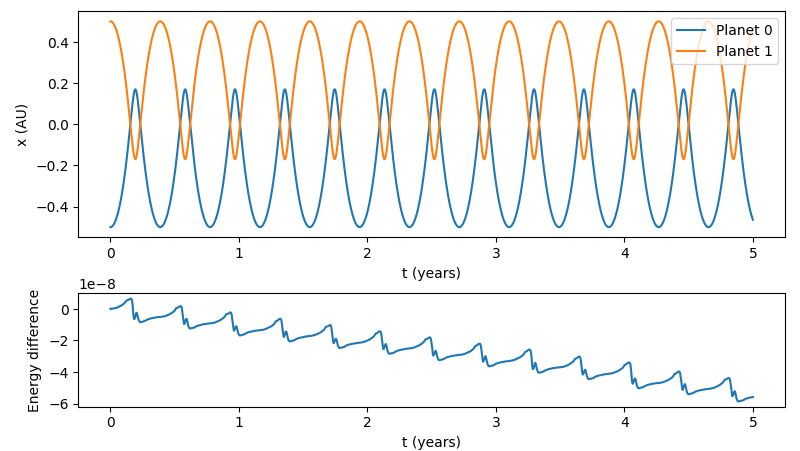 0.4
0.2
0.0
−0.2
−0.4
x (AU)
Planet 0
Planet 1
0 1 2 3 4 5
t (years)
1e−8
0
−2
−4
−6
Energy difference
0 1 2 3 4 5
t (years)